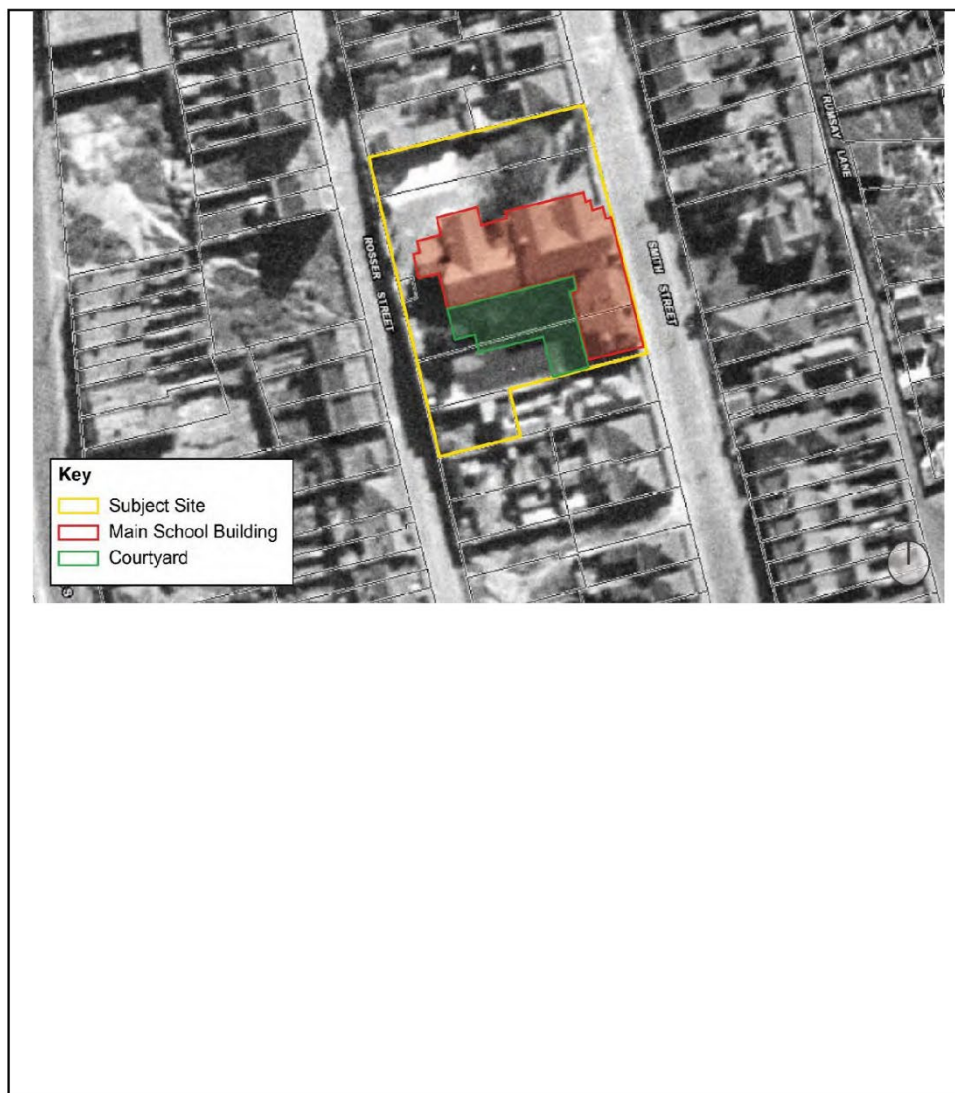 ROSSER STREET
SMITH STREET
RUMSAY LANE
Key
Subject Site
Main School Building
Courtyard
S